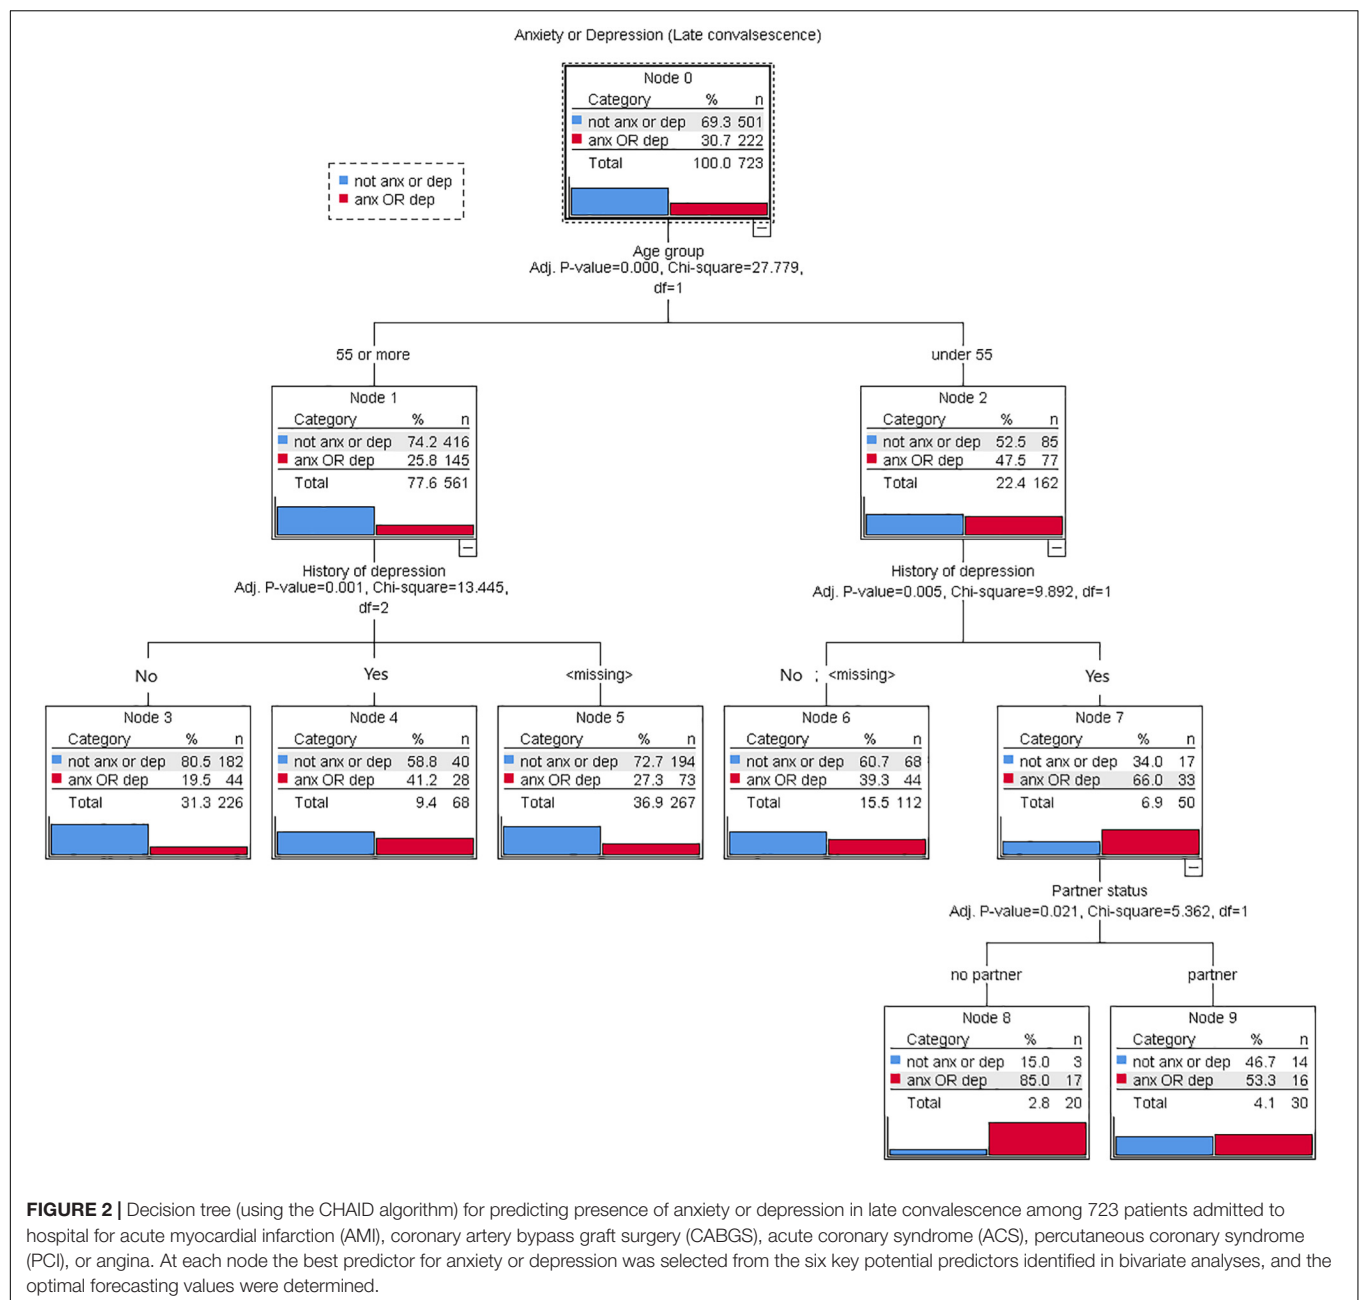 Anxiety or Depression (Late convalsescence)
Node 0
Category % n
not anx or dep 69.3 501
anx OR dep 30.7 222
Total 100.0 723
not anx or dep
anx OR dep
Age group
Adj. P-value=0.000, Chi-square=27.779,
df=1
55 or more
under 55
Node 1
Category % n
not anx or dep 74.2 416
anx OR dep 25.8 145
Total 77.6 561
Node 2
Category % n
not anx or dep 52.5 85
anx OR dep 47.5 77
Total 22.4 162
History of depression
Adj. P-value=0.001, Chi-square=13.445,
df=2
History of depression
Adj. P-value=0.005, Chi-square=9.892, df=1
No
Yes
<missing>
No ; <missing>
Yes
Node 3
Category % n
not anx or dep 80.5 182
anx OR dep 19.5 44
Total 31.3 226
Node 4
Category % n
not anx or dep 58.8 40
anx OR dep 41.2 28
Total 9.4 68
Node 5
Category % n
not anx or dep 72.7 194
anx OR dep 27.3 73
Total 36.9 267
Node 6
Category % n
not anx or dep 60.7 68
anx OR dep 39.3 44
Total 15.5 112
Node 7
Category % n
not anx or dep 34.0 17
anx OR dep 66.0 33
Total 6.9 50
Partner status
Adj. P-value=0.021, Chi-square=5.362, df=1
no partner
partner
Node 8
Category % n
not anx or dep 15.0 3
anx OR dep 85.0 17
Total 2.8 20
Node 9
Category % n
not anx or dep 46.7 14
anx OR dep 53.3 16
Total 4.1 30
FIGURE 2 | Decision tree (using the CHAID algorithm) for predicting presence of anxiety or depression in late convalescence among 723 patients admitted to
hospital for acute myocardial infarction (AMI), coronary artery bypass graft surgery (CABGS), acute coronary syndrome (ACS), percutaneous coronary syndrome
(PCI), or angina. At each node the best predictor for anxiety or depression was selected from the six key potential predictors identified in bivariate analyses, and the
optimal forecasting values were determined.